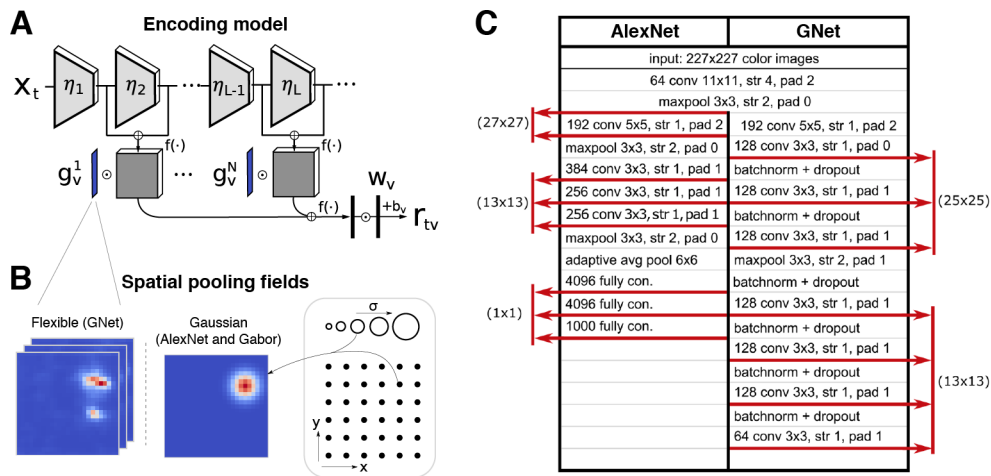 A
Encoding model
x_t
η_1
η_2
...
η_L-1
η_L
...
f(·)
f(·)
g_v^1
...
g_v^N
f(·)
w_v
+b_v
r_tv
B
Spatial pooling fields
Flexible (GNet)
Gaussian
(AlexNet and Gabor)
σ
y
x
C
AlexNet
GNet
input: 227x227 color images
64 conv 11x11, str 4, pad 2
maxpool 3x3, str 2, pad 0
(27x27)
192 conv 5x5, str 1, pad 2
maxpool 3x3, str 2, pad 0
384 conv 3x3, str 1, pad 1
(13x13)
256 conv 3x3, str 1, pad 1
256 conv 3x3, str 1, pad 1
maxpool 3x3, str 2, pad 0
adaptive avg pool 6x6
4096 fully con.
4096 fully con.
(1x1)
1000 fully con.
192 conv 5x5, str 1, pad 2
128 conv 3x3, str 1, pad 0
batchnorm + dropout
128 conv 3x3, str 1, pad 1
(25x25)
batchnorm + dropout
128 conv 3x3, str 1, pad 1
maxpool 3x3, str 2, pad 1
batchnorm + dropout
128 conv 3x3, str 1, pad 1
batchnorm + dropout
128 conv 3x3, str 1, pad 1
batchnorm + dropout
(13x13)
128 conv 3x3, str 1, pad 1
batchnorm + dropout
64 conv 3x3, str 1, pad 1